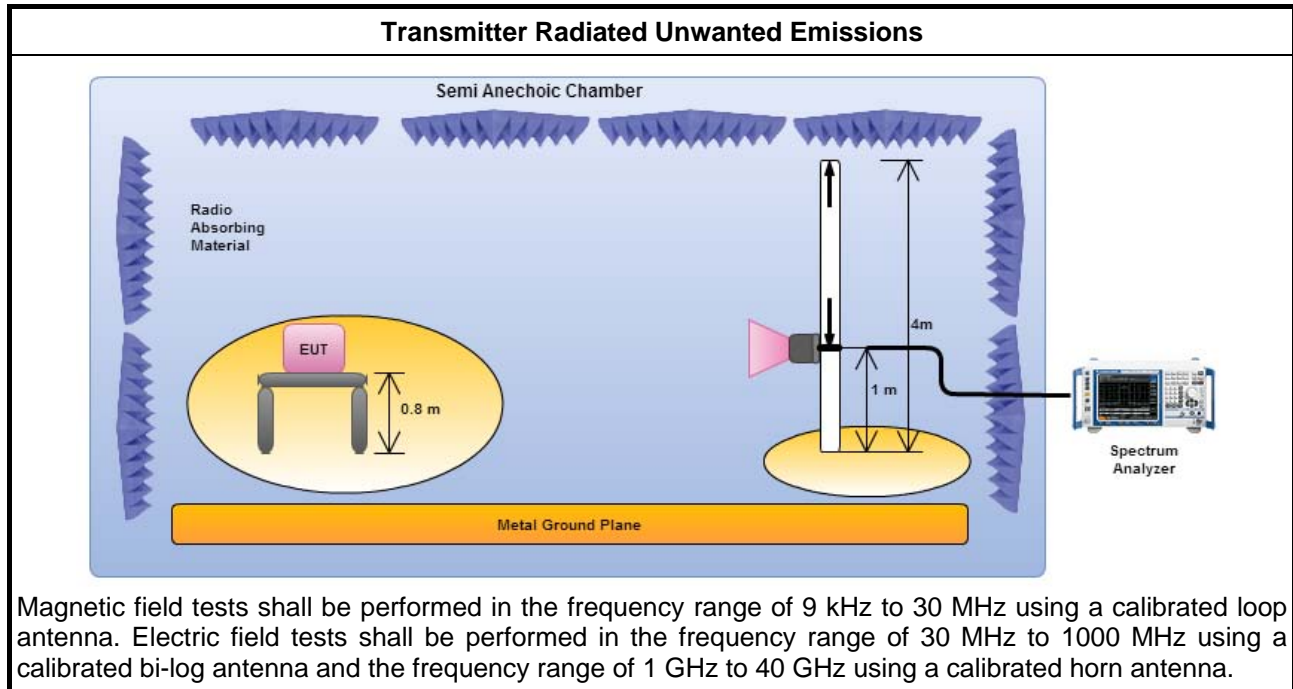 Transmitter Radiated Unwanted Emissions
Semi Anechoic Chamber
Radio
Absorbing
Material
EUT
0.8 m
4m
1 m
Spectrum
Analyzer
Metal Ground Plane
Magnetic field tests shall be performed in the frequency range of 9 kHz to 30 MHz using a calibrated loop
antenna. Electric field tests shall be performed in the frequency range of 30 MHz to 1000 MHz using a
calibrated bi-log antenna and the frequency range of 1 GHz to 40 GHz using a calibrated horn antenna.